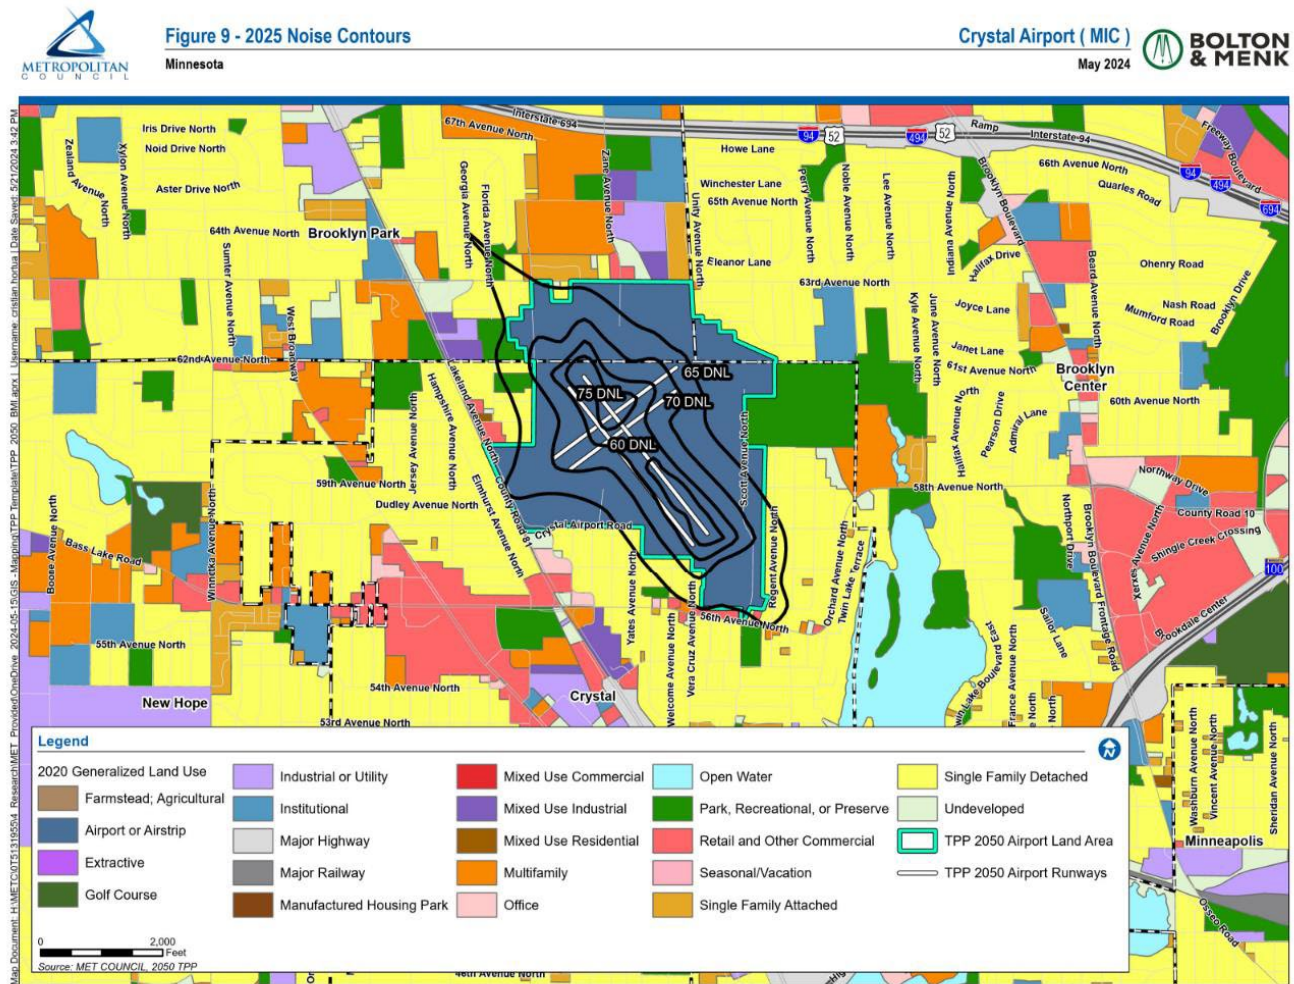 METROPOLITAN
COUNCIL
Figure 9 - 2025 Noise Contours
Minnesota
Crystal Airport ( MIC )
May 2024
BOLTON
& MENK
Interstate 694
67th Avenue North
Iris Drive North
Noid Drive North
Aster Drive North
Zealand Avenue North
Xylon Avenue North
64th Avenue North
Brooklyn Park
Sumter Avenue North
Georgia Avenue North
Florida Avenue North
Zane Avenue North
Unity Avenue North
Howe Lane
Winchester Lane
65th Avenue North
Eleanor Lane
63rd Avenue North
Perry Avenue North
Noble Avenue North
Lee Avenue North
Indiana Avenue North
94
52
494
52
Ramp
Interstate 94
Brooklyn Boulevard
66th Avenue North
Quarles Road
Freeway Boulevard
94
494
694
Halifax Drive
Beard Avenue North
Ohenry Road
Nash Road
Mumford Road
Brooklyn Drive
Kyle Avenue North
June Avenue North
Joyce Lane
Janet Lane
61st Avenue North
Brooklyn
Center
60th Avenue North
62nd Avenue North
West Broadway
Lakeland Avenue North
Hampshire Avenue North
Jersey Avenue North
65 DNL
75 DNL
70 DNL
60 DNL
Scott Avenue North
Halifax Avenue North
Pearson Drive
Admiral Lane
58th Avenue North
Northway Drive
County Road 10
Shingle Creek Crossing
59th Avenue North
Dudley Avenue North
Elmhurst Avenue North
County Road 81
Crystal Airport Road
Boone Avenue North
Bass Lake Road
Winnetka Avenue North
Yates Avenue North
Regent Avenue North
Orchard Avenue North
Twin Lake Terrace
Northport Drive
Brooklyn Boulevard Frontage Road
Xerxes Avenue North
100
Brookdale Center
Sailor Lane
55th Avenue North
56th Avenue North
54th Avenue North
New Hope
Crystal
53rd Avenue North
Welcome Avenue North
Vera Cruz Avenue North
Twin Lake Boulevard East
France Avenue North
Legend
2020 Generalized Land Use
Farmstead; Agricultural
Airport or Airstrip
Extractive
Golf Course
Industrial or Utility
Institutional
Major Highway
Major Railway
Manufactured Housing Park
Mixed Use Commercial
Mixed Use Industrial
Mixed Use Residential
Multifamily
Office
Open Water
Park, Recreational, or Preserve
Retail and Other Commercial
Seasonal/Vacation
Single Family Attached
Single Family Detached
Undeveloped
TPP 2050 Airport Land Area
TPP 2050 Airport Runways
N
0
2,000
Feet
Source: MET COUNCIL, 2050 TPP
Washburn Avenue North
Vincent Avenue North
Sheridan Avenue North
Minneapolis
Osseo Road
46th Avenue North